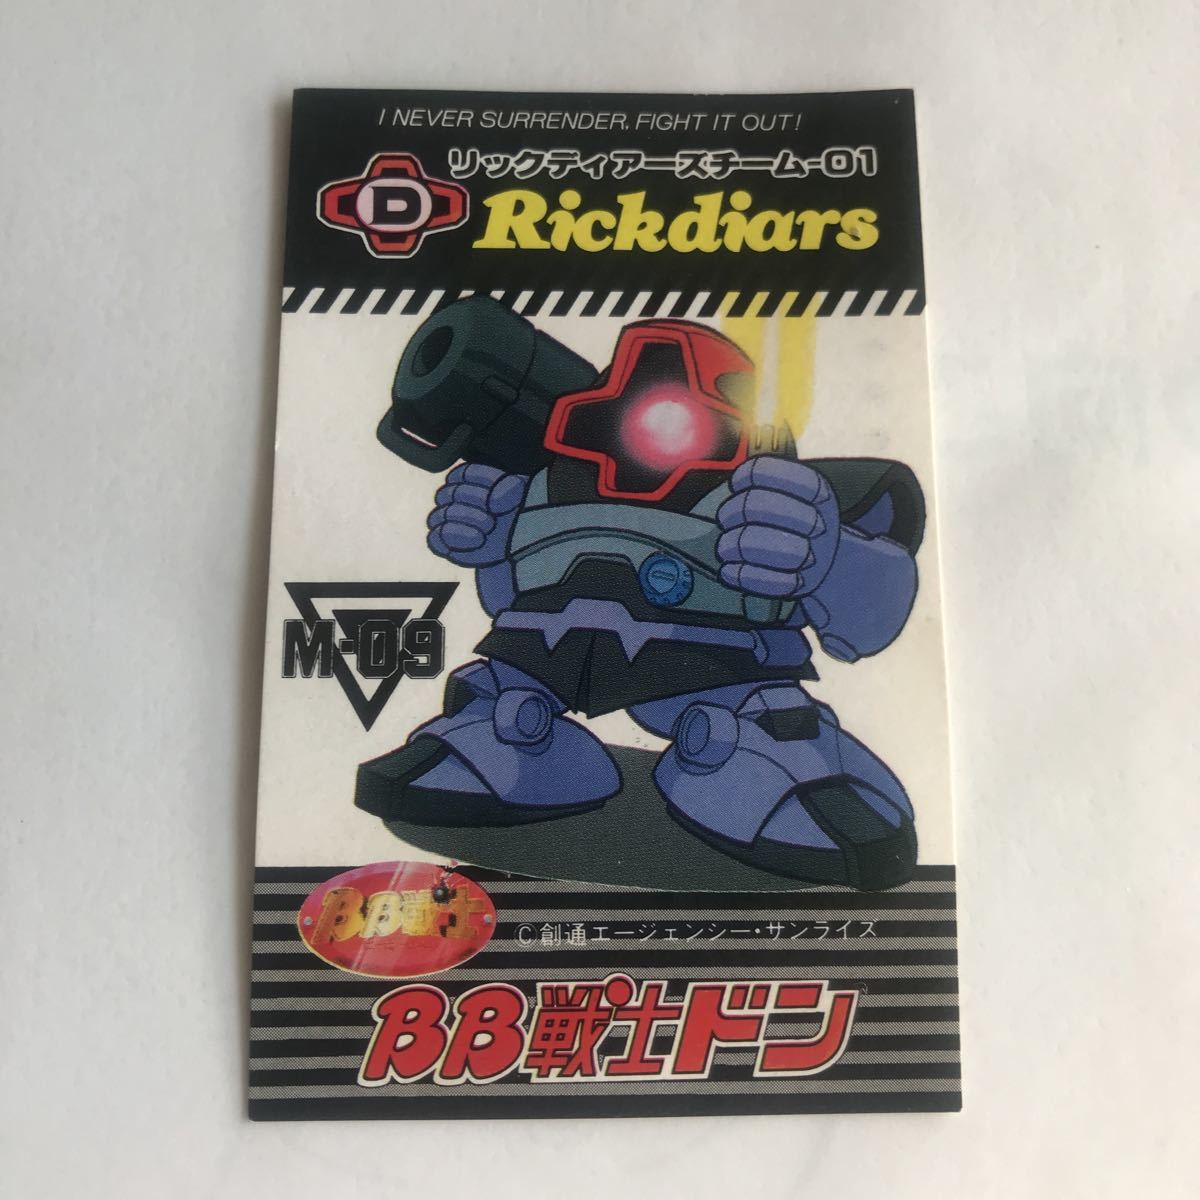 I NEVER SURRENDER. FIGHT IT OUT!
リックディアーズチーム-01
D
Rickdiars
M-09
BB戦士
©創通エージェンシー・サンライズ
BB戦士ドン